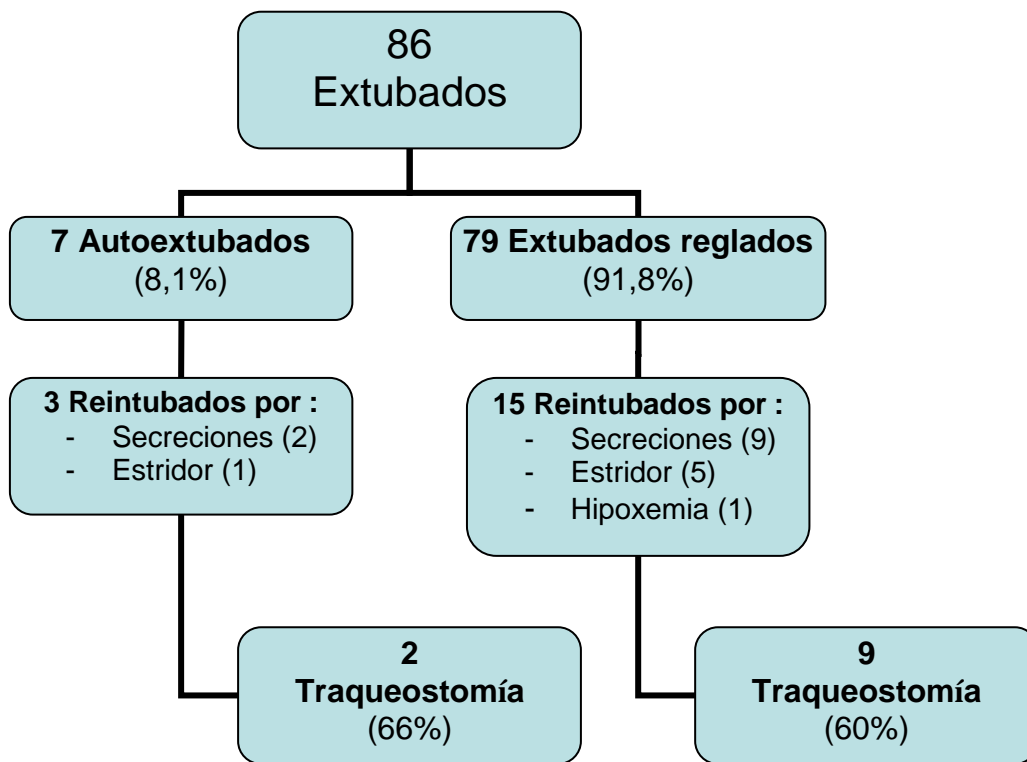 86
Extubados
7 Autoextubados
(8,1%)
79 Extubados reglados
(91,8%)
3 Reintubados por :
- Secreciones (2)
- Estridor (1)
15 Reintubados por :
- Secreciones (9)
- Estridor (5)
- Hipoxemia (1)
2
Traqueostomía
(66%)
9
Traqueostomía
(60%)